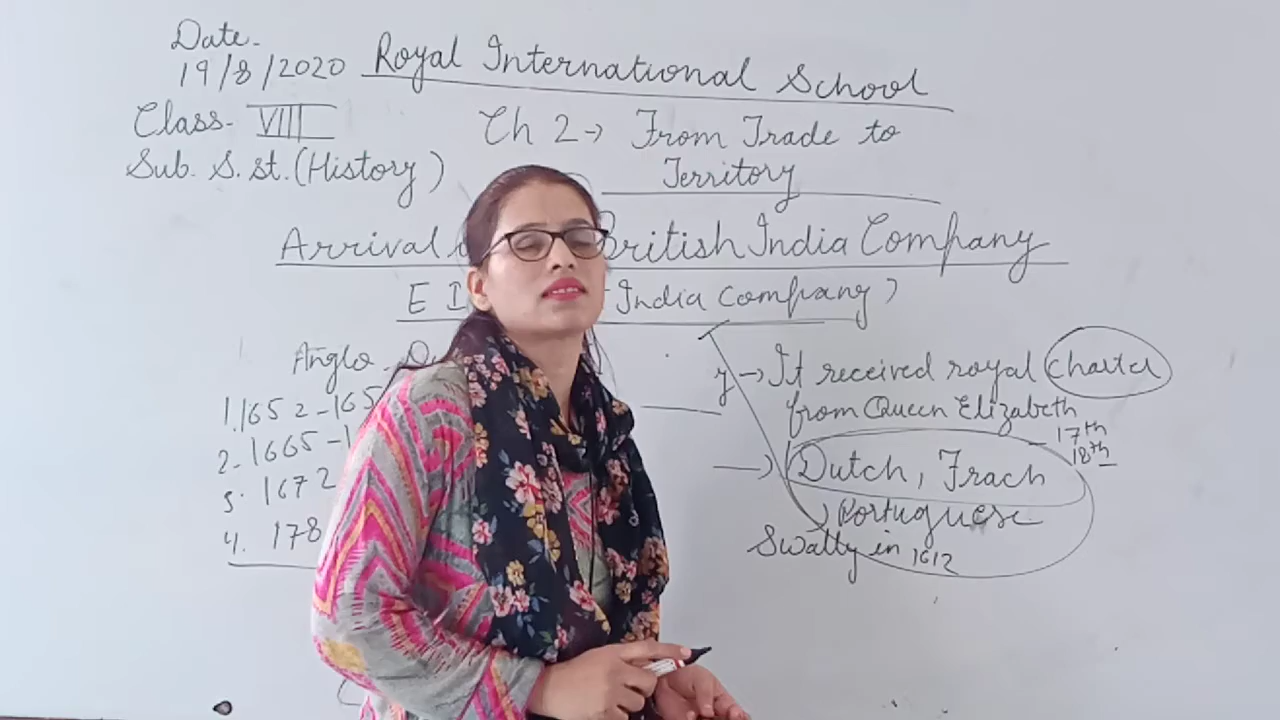 Date-
19/8/2020 Royal International School
Class- VIII Ch 2→ From Trade to
Sub. S.st. (History) Territory
Arrival British India Company
E I India Company)
Anglo
1. 1652-165 → It received royal charter
from Queen Elizabeth
2- 1665-1 17th
18th
→ Dutch, Frach
3. 1672
, Portuguese
4. 178 Swally in 1612